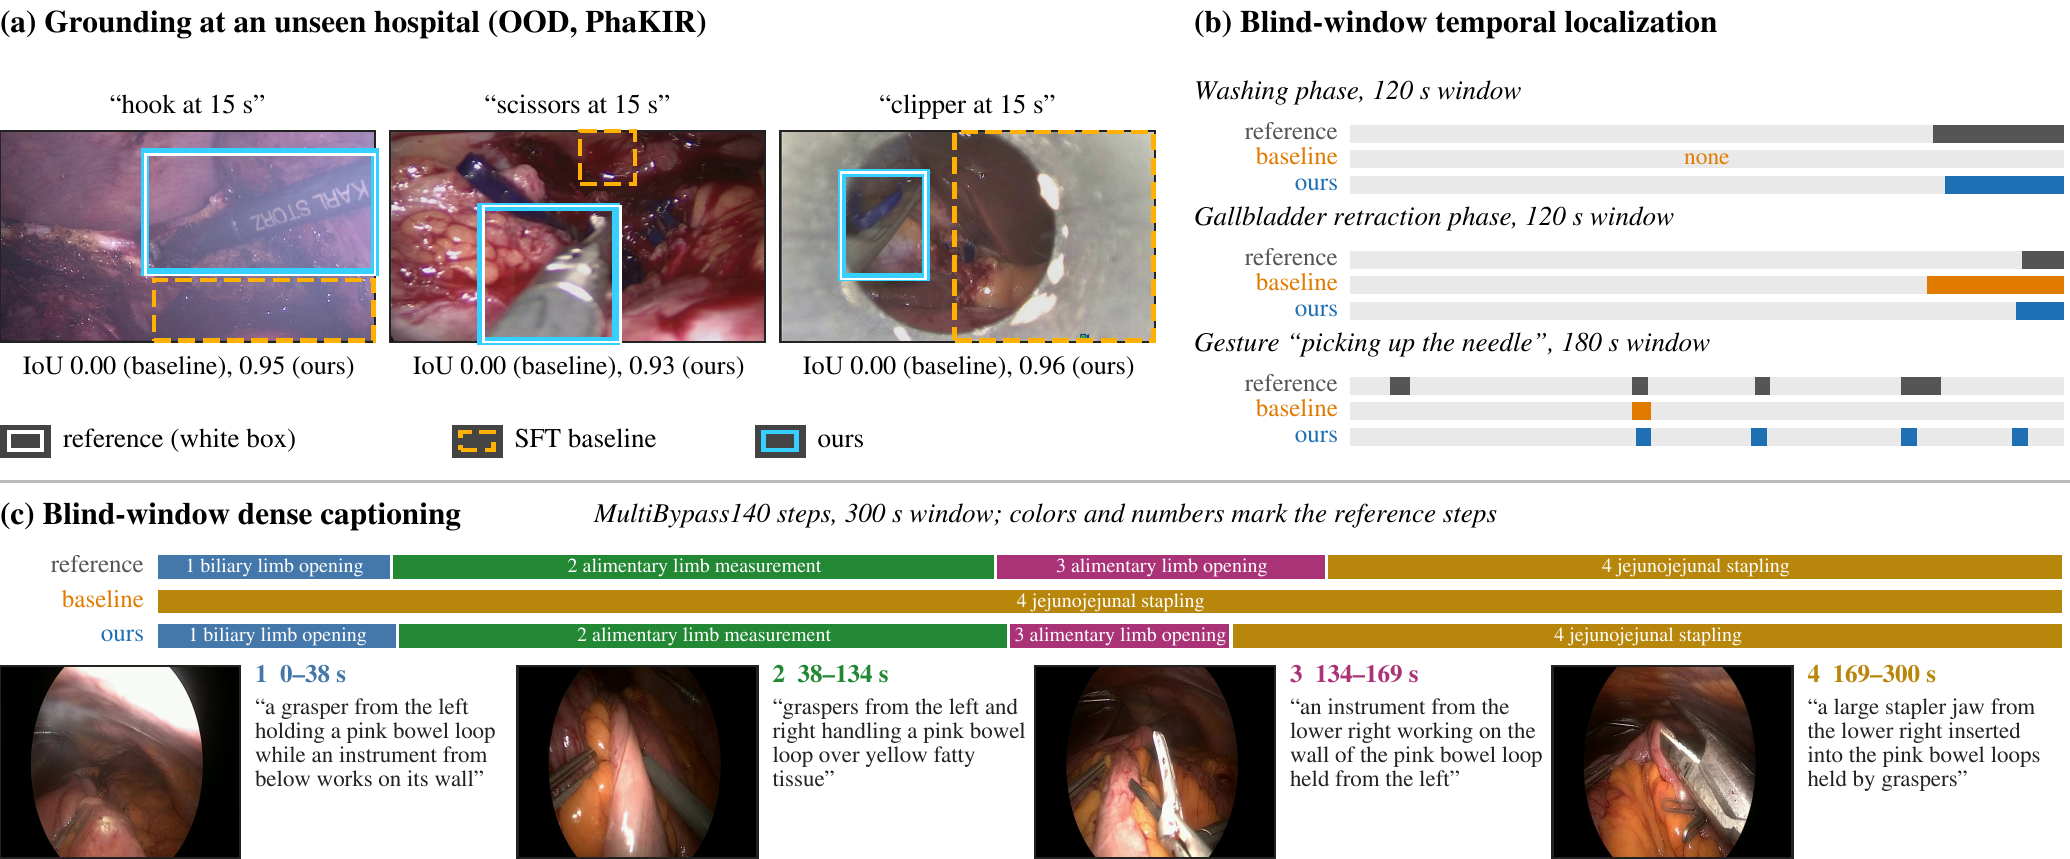 (a) Grounding at an unseen hospital (OOD, PhaKIR)
“hook at 15 s”
“scissors at 15 s”
“clipper at 15 s”
KARL STORZ
IoU 0.00 (baseline), 0.95 (ours)
IoU 0.00 (baseline), 0.93 (ours)
IoU 0.00 (baseline), 0.96 (ours)
reference (white box)
SFT baseline
ours
(b) Blind-window temporal localization
Washing phase, 120 s window
reference
baseline
none
ours
Gallbladder retraction phase, 120 s window
reference
baseline
ours
Gesture “picking up the needle”, 180 s window
reference
baseline
ours
(c) Blind-window dense captioning
MultiBypass140 steps, 300 s window; colors and numbers mark the reference steps
reference
1 biliary limb opening
2 alimentary limb measurement
3 alimentary limb opening
4 jejunojejunal stapling
baseline
4 jejunojejunal stapling
ours
1 biliary limb opening
2 alimentary limb measurement
3 alimentary limb opening
4 jejunojejunal stapling
1 0–38 s
“a grasper from the left
holding a pink bowel loop
while an instrument from
below works on its wall”
2 38–134 s
“graspers from the left and
right handling a pink bowel
loop over yellow fatty
tissue”
3 134–169 s
“an instrument from the
lower right working on the
wall of the pink bowel loop
held from the left”
4 169–300 s
“a large stapler jaw from
the lower right inserted
into the pink bowel loops
held by graspers”